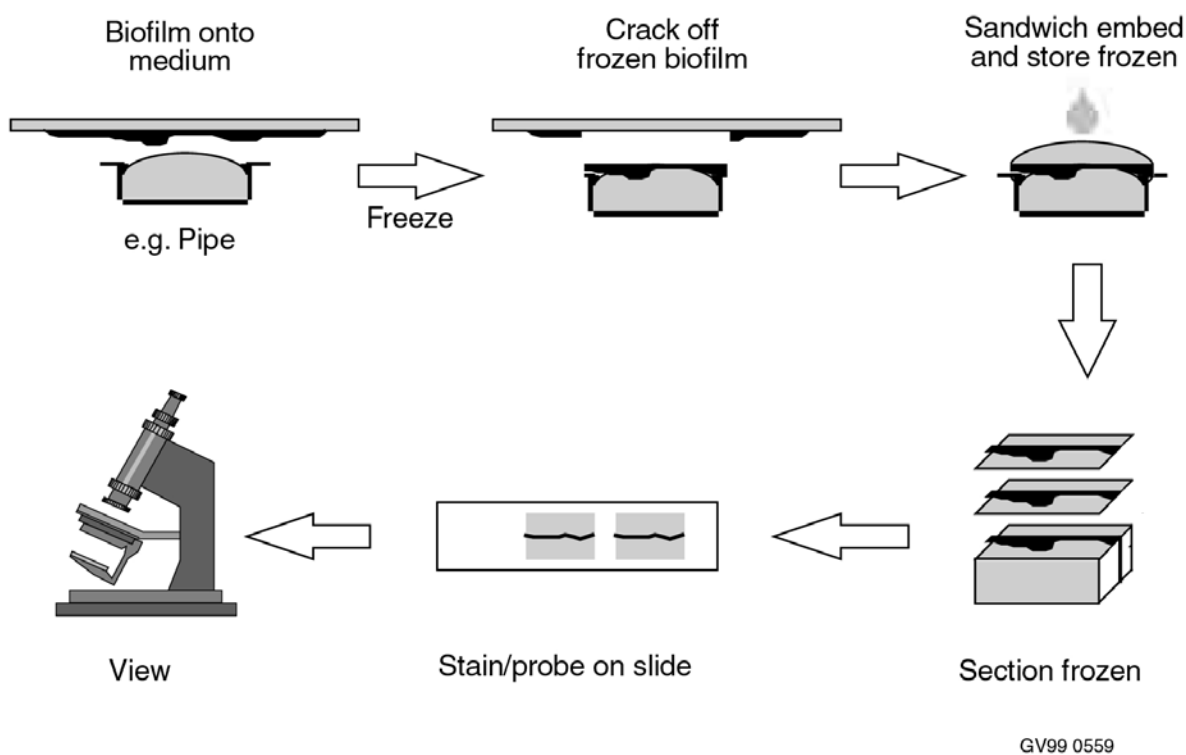 Biofilm onto
medium
Crack off
frozen biofilm
Sandwich embed
and store frozen
Freeze
e.g. Pipe
View
Stain/probe on slide
Section frozen
GV99 0559